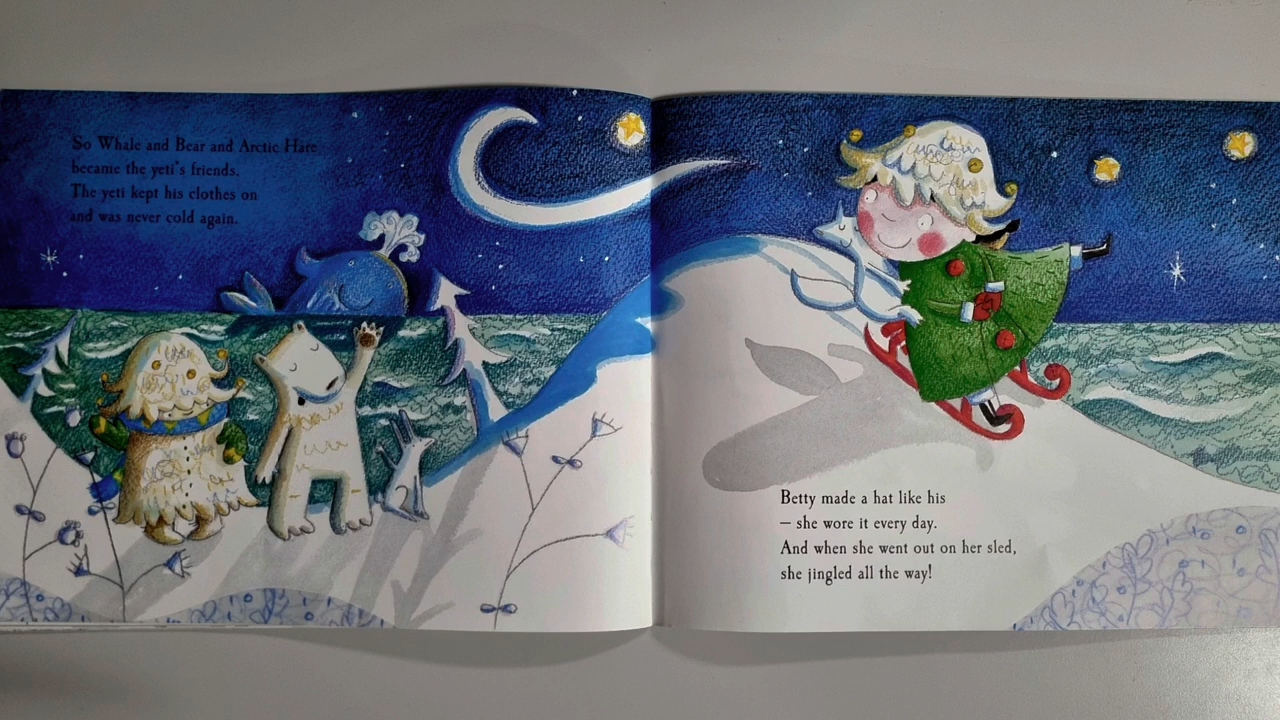 So Whale and Bear and Arctic Hare
became the yeti's friends.
The yeti kept his clothes on
and was never cold again.
Betty made a hat like his
– she wore it every day.
And when she went out on her sled,
she jingled all the way!